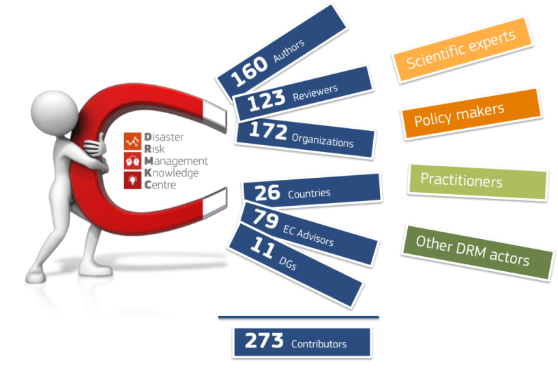 Disaster
Risk
Management
Knowledge
Centre
160 Authors
123 Reviewers
172 Organizations
26 Countries
79 EC Advisors
11 DGs
273 Contributors
Scientific experts
Policy makers
Practitioners
Other DRM actors